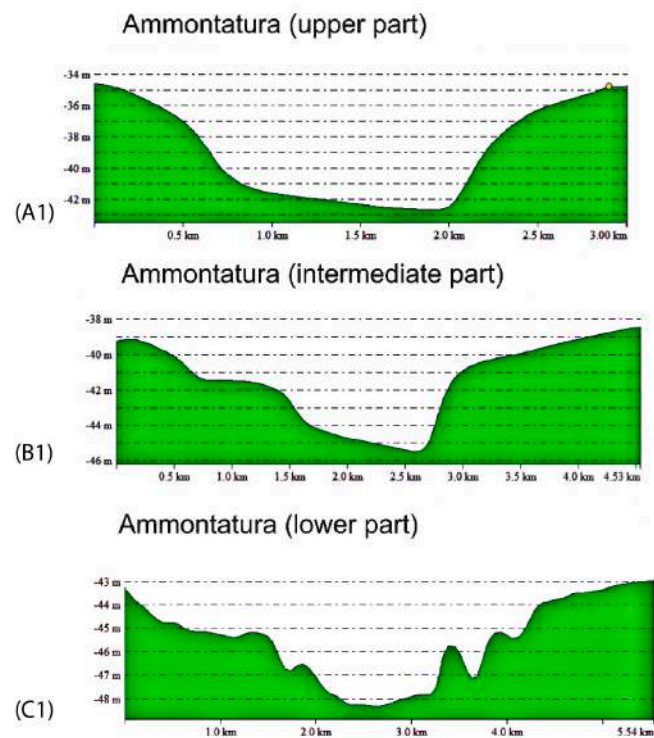 Ammontatura (upper part)
-34 m
-36 m
-38 m
-40 m
-42 m
(A1)
0.5 km 1.0 km 1.5 km 2.0 km 2.5 km 3.00 km
Ammontatura (intermediate part)
-38 m
-40 m
-42 m
-44 m
(B1)
-46 m
0.5 km 1.0 km 1.5 km 2.0 km 2.5 km 3.0 km 3.5 km 4.0 km 4.53 km
Ammontatura (lower part)
-43 m
-44 m
-45 m
-46 m
-47 m
-48 m
(C1)
1.0 km 2.0 km 3.0 km 4.0 km 5.54 km